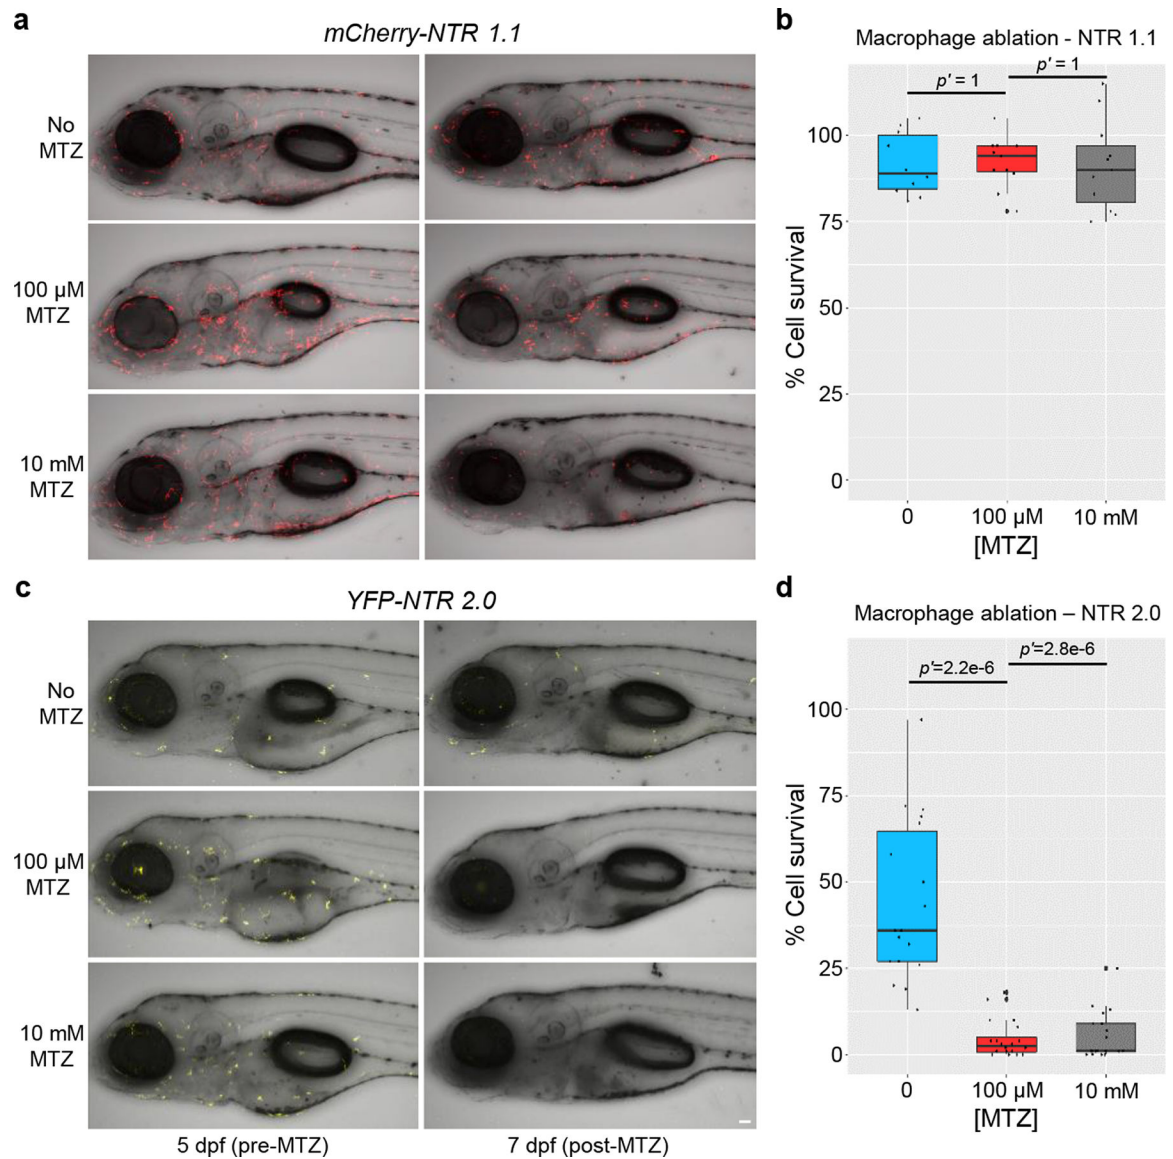 a
mCherry-NTR 1.1
No
MTZ
100 µM
MTZ
10 mM
MTZ
b
Macrophage ablation - NTR 1.1
p' = 1
p' = 1
% Cell survival
100
75
50
25
0
0
100 µM
10 mM
[MTZ]
c
YFP-NTR 2.0
No
MTZ
100 µM
MTZ
10 mM
MTZ
5 dpf (pre-MTZ)
7 dpf (post-MTZ)
d
Macrophage ablation – NTR 2.0
p'=2.2e-6
p'=2.8e-6
% Cell survival
100
75
50
25
0
0
100 µM
10 mM
[MTZ]